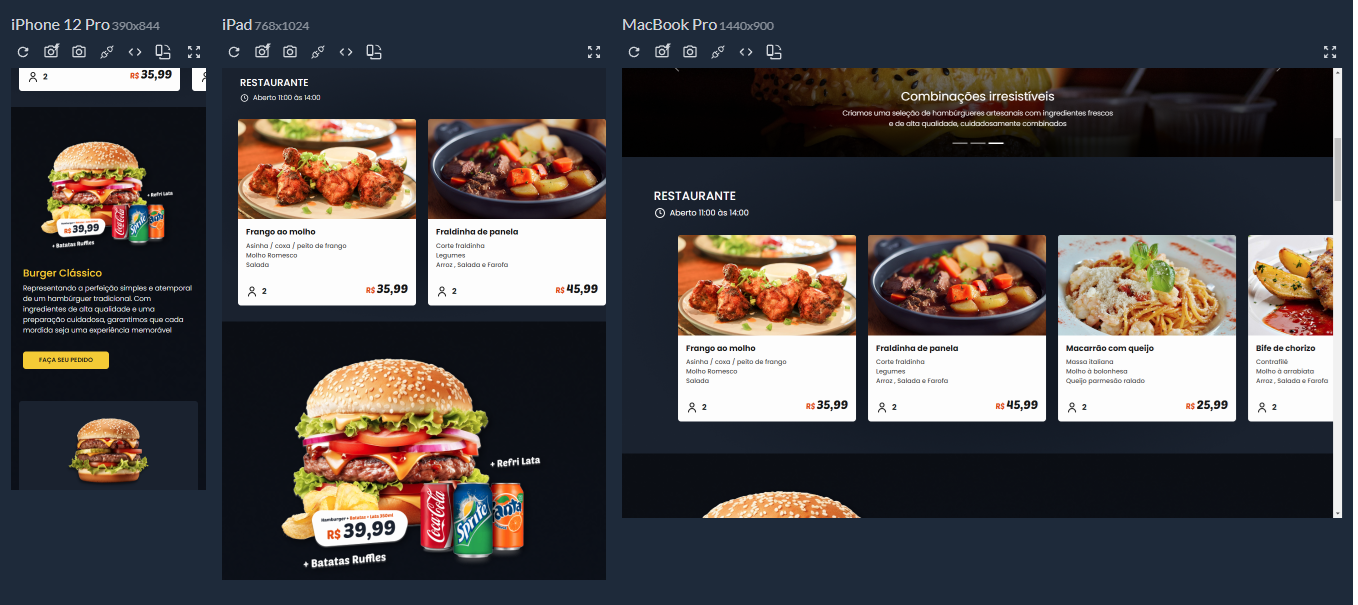 iPhone 12 Pro 390x844
2
R$ 35,99
+ Refri Lata
R$ 39,99
+ Batatas Ruffles
Burger Clássico
Representando a perfeição simples e atemporal
de um hambúrguer tradicional. Com
ingredientes de alta qualidade e uma
preparação cuidadosa, garantimos que cada
mordida seja uma experiência memorável
FAÇA SEU PEDIDO
iPad 768x1024
RESTAURANTE
Aberto 11:00 às 14:00
Frango ao molho
Asinha / coxa / peito de frango
Molho Romesco
Salada
2
R$ 35,99
Fraldinha de panela
Corte fraldinha
Legumes
Arroz , Salada e Farofa
2
R$ 45,99
+ Refri Lata
Coca-Cola
Sprite
Fanta
Hamburger + Batatas + Lata 350ml
R$ 39,99
+ Batatas Ruffles
MacBook Pro 1440x900
Combinações irresistíveis
Criamos uma seleção de hambúrgueres artesanais com ingredientes frescos
e de alta qualidade, cuidadosamente combinados
RESTAURANTE
Aberto 11:00 às 14:00
Frango ao molho
Asinha / coxa / peito de frango
Molho Romesco
Salada
2
R$ 35,99
Fraldinha de panela
Corte fraldinha
Legumes
Arroz , Salada e Farofa
2
R$ 45,99
Macarrão com queijo
Massa italiana
Molho à bolonhesa
Queijo parmesão ralado
2
R$ 25,99
Bife de chorizo
Contrafilé
Molho à arrabiata
Arroz , Salada e Farofa
2